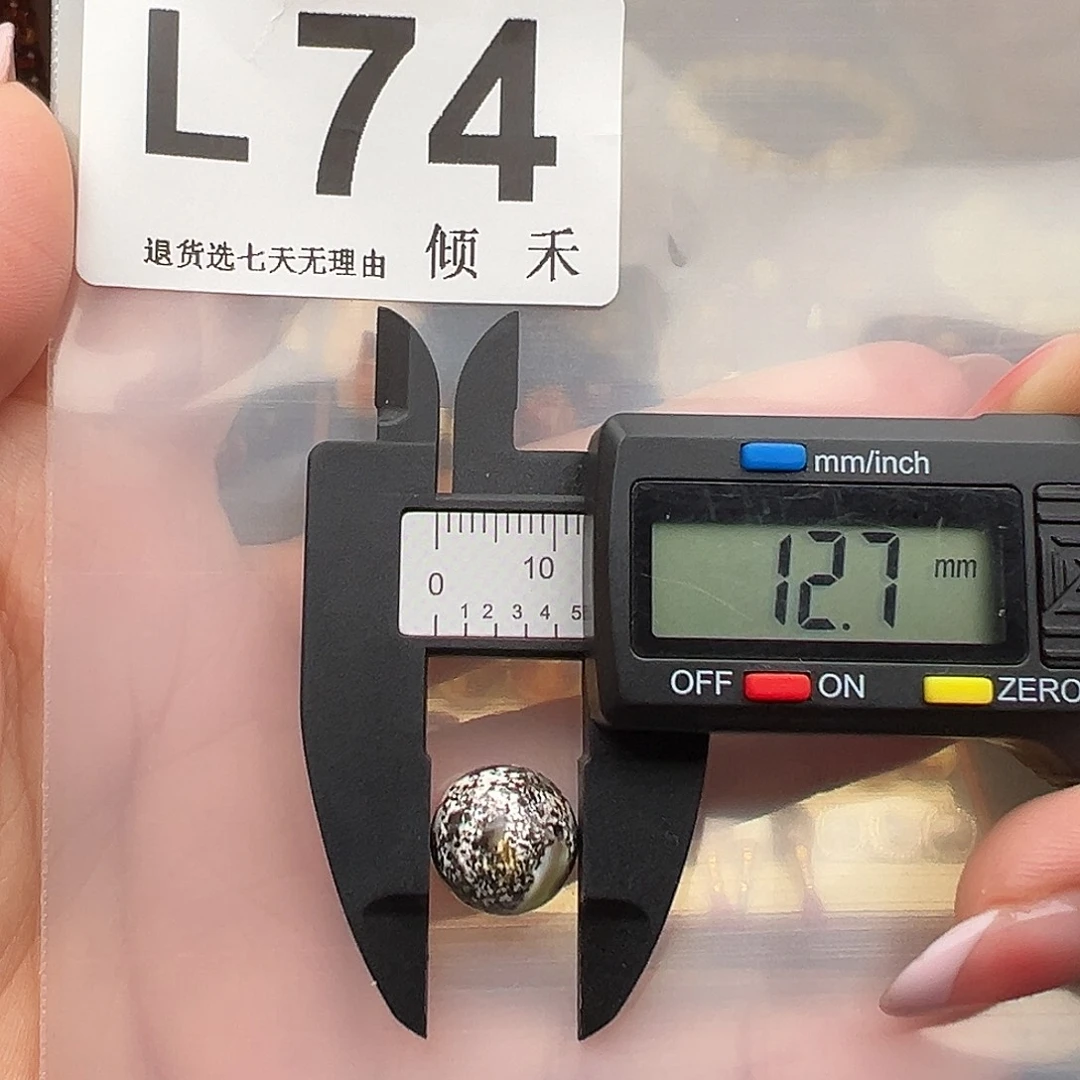 L74
退货选七天无理由 倾禾
mm/inch
12.7 mm
0 10
1 2 3 4 5
OFF ON ZERO